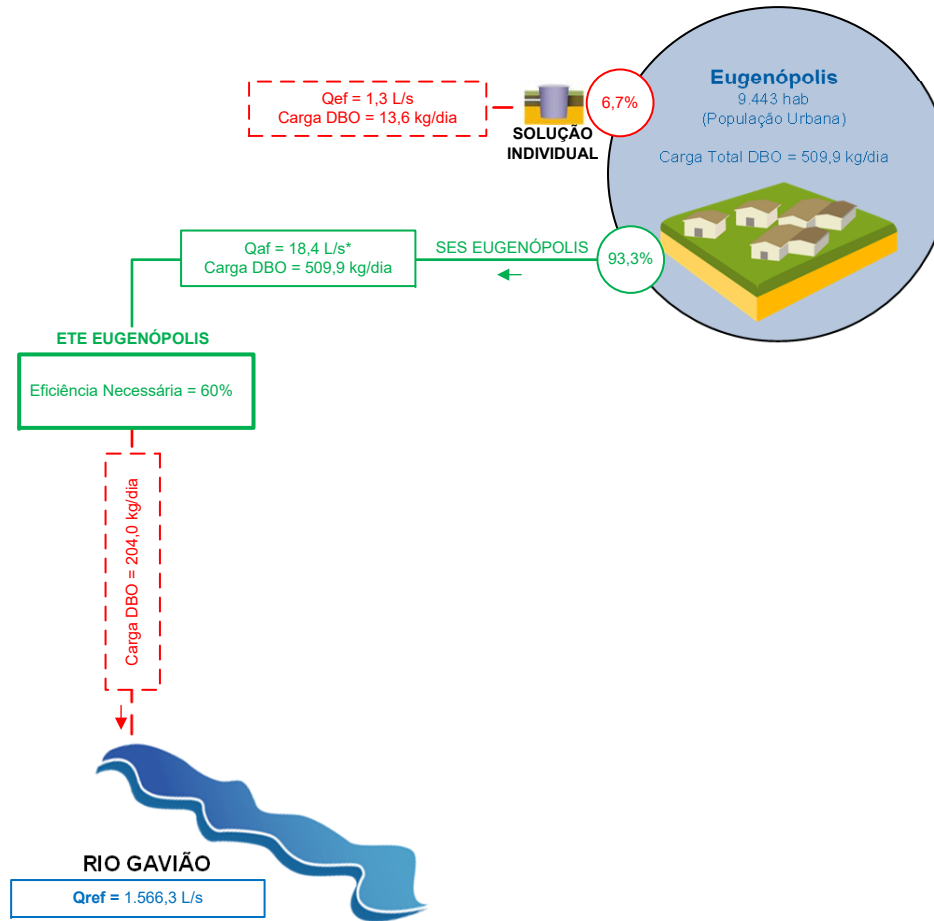 Eugenópolis
9.443 hab
(População Urbana)
Carga Total DBO = 509,9 kg/dia
6,7%
Qef = 1,3 L/s
Carga DBO = 13,6 kg/dia
SOLUÇÃO
INDIVIDUAL
93,3%
SES EUGENÓPOLIS
Qaf = 18,4 L/s*
Carga DBO = 509,9 kg/dia
ETE EUGENÓPOLIS
Eficiência Necessária = 60%
Carga DBO = 204,0 kg/dia
RIO GAVIÃO
Qref = 1.566,3 L/s